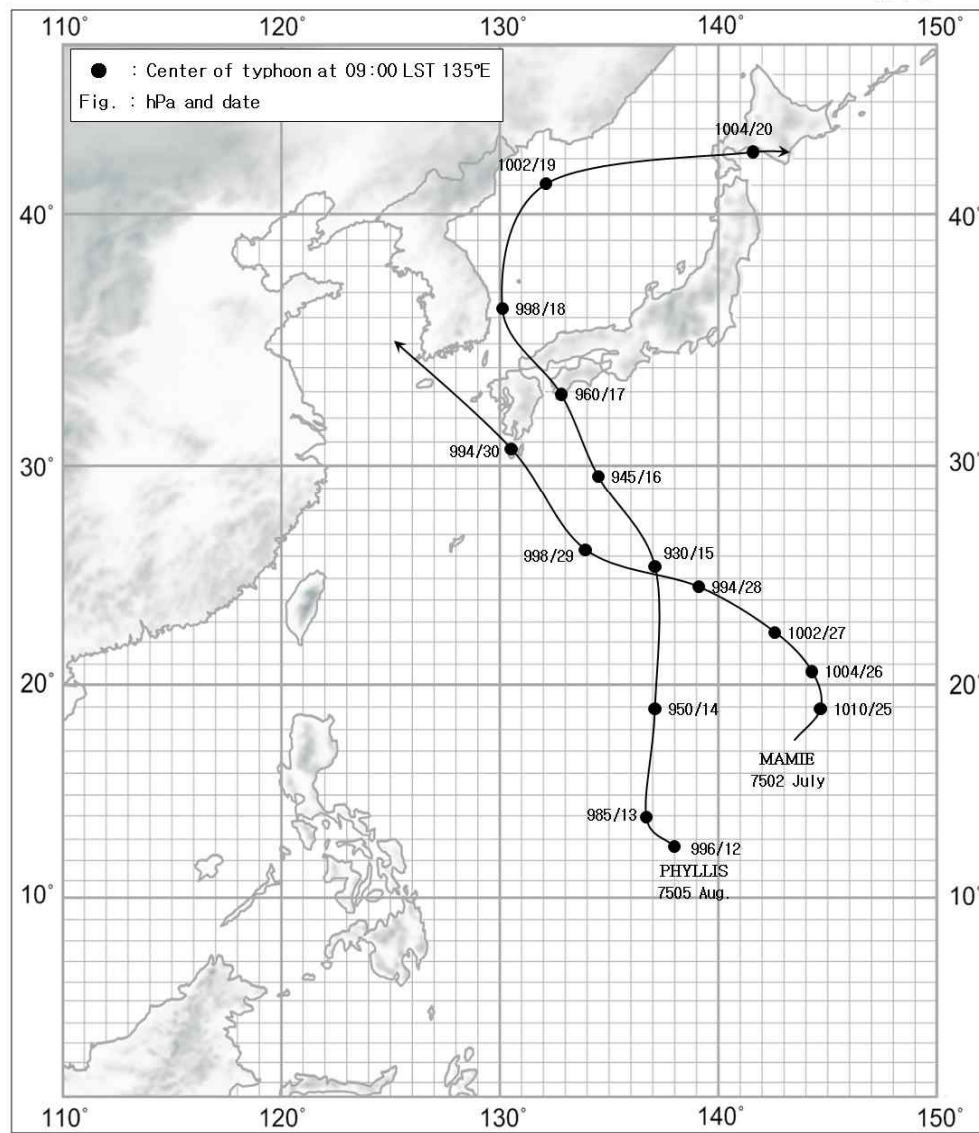 110° 120° 130° 140° 150°
● : Center of typhoon at 09:00 LST 135°E
Fig. : hPa and date
1004/20
1002/19
40° 40°
998/18
960/17
994/30
30° 30°
945/16
998/29
930/15
994/28
1002/27
1004/26
20° 20°
950/14
1010/25
MAMIE
7502 July
985/13
996/12
PHYLLIS
7505 Aug.
10° 10°
110° 120° 130° 140° 150°